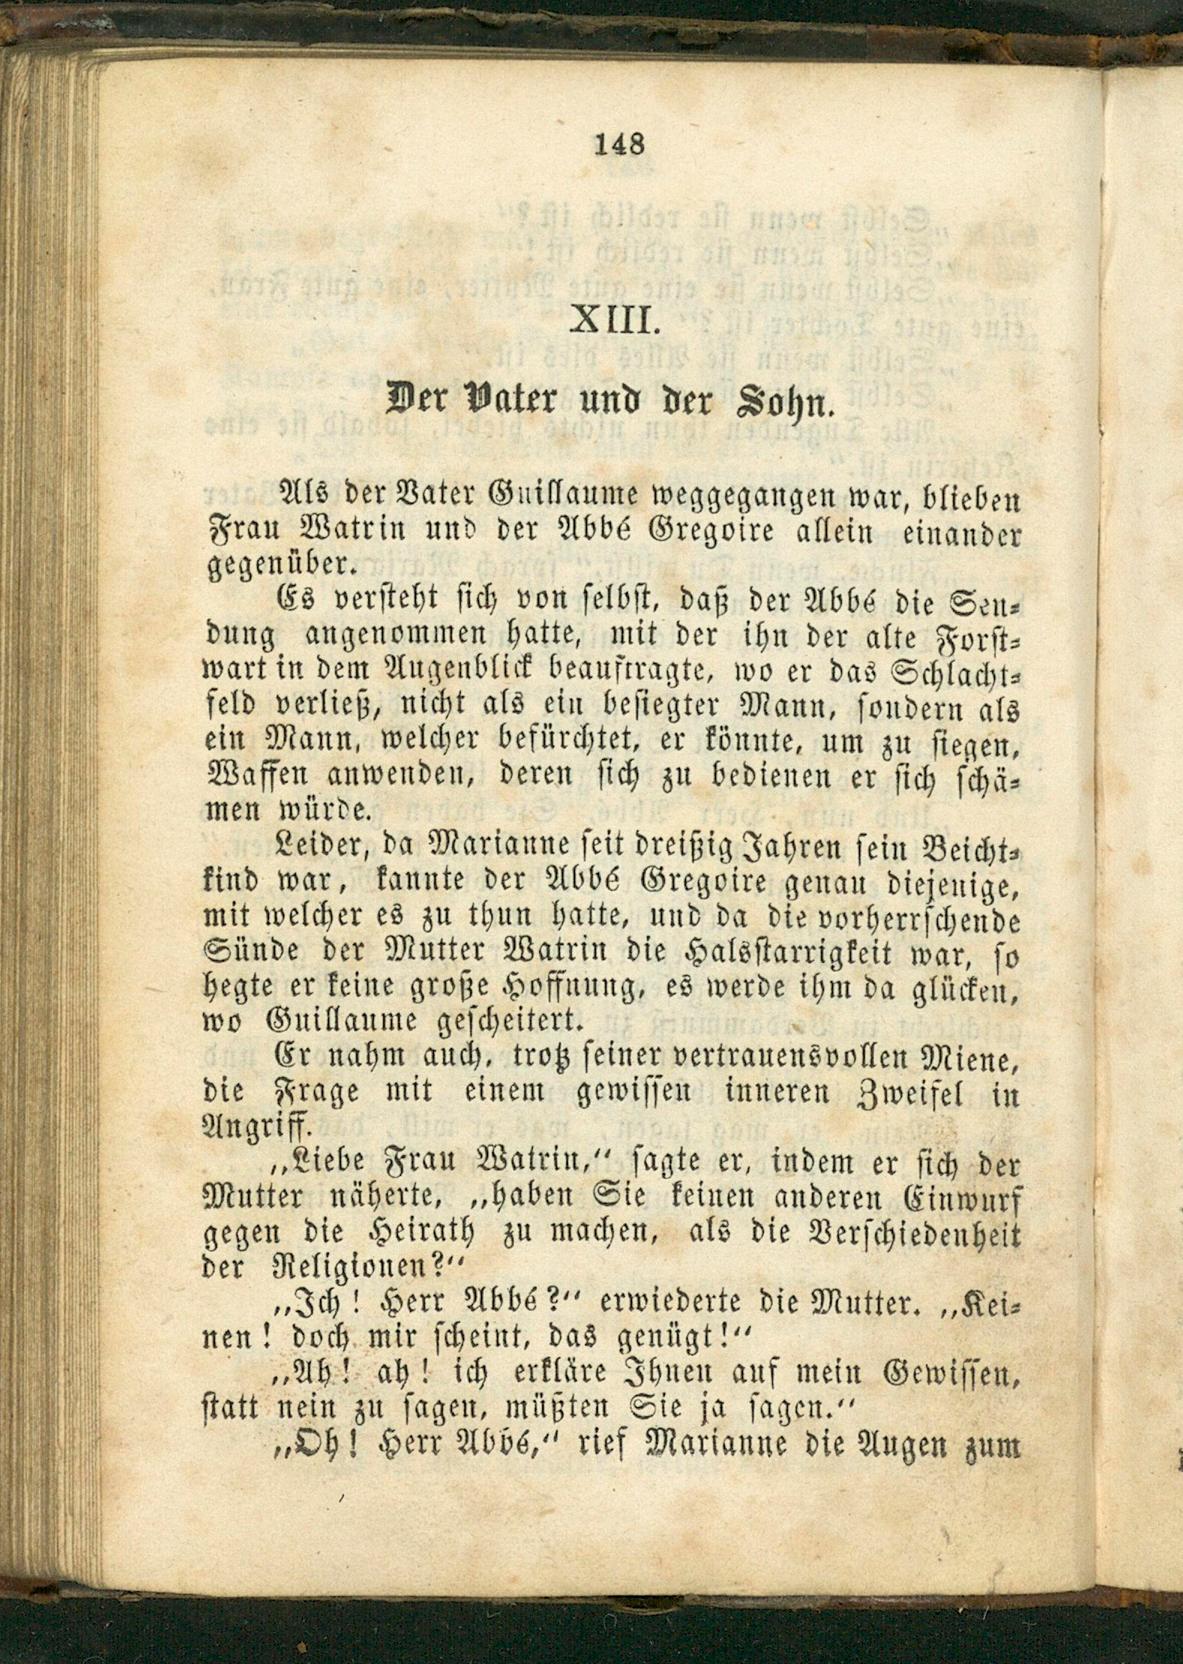 148
XIII.
Der Vater und der Sohn.
Als der Vater Guillaume weggegangen war, blieben
Frau Watrin und der Abbé Gregoire allein einander
gegenüber.
Es versteht sich von selbst, daß der Abbé die Sen-
dung angenommen hatte, mit der ihn der alte Forst-
wart in dem Augenblick beauftragte, wo er das Schlacht-
feld verließ, nicht als ein besiegter Mann, sondern als
ein Mann, welcher befürchtet, er könnte, um zu siegen,
Waffen anwenden, deren sich zu bedienen er sich schä-
men würde.
Leider, da Marianne seit dreißig Jahren sein Beicht-
kind war, kannte der Abbé Gregoire genau diejenige,
mit welcher es zu thun hatte, und da die vorherrschende
Sünde der Mutter Watrin die Halsstarrigkeit war, so
hegte er keine große Hoffnung, es werde ihm da glücken,
wo Guillaume gescheitert.
Er nahm auch, trotz seiner vertrauensvollen Miene,
die Frage mit einem gewissen inneren Zweifel in
Angriff.
„Liebe Frau Watrin,“ sagte er, indem er sich der
Mutter näherte, „haben Sie keinen anderen Einwurf
gegen die Heirath zu machen, als die Verschiedenheit
der Religionen?“
„Ich! Herr Abbé?“ erwiederte die Mutter. „Kei-
nen! doch mir scheint, das genügt!“
„Ah! ah! ich erkläre Ihnen auf mein Gewissen,
statt nein zu sagen, müßten Sie ja sagen.“
„Oh! Herr Abbé,“ rief Marianne die Augen zum